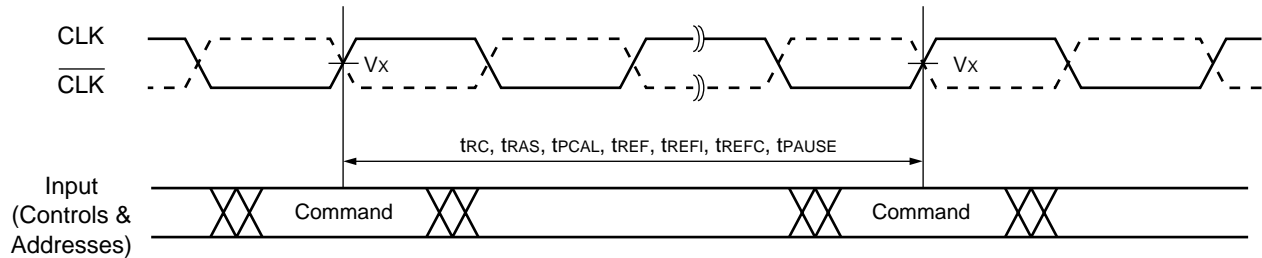 CLK
CLK
VX
VX
tRC, tRAS, tPCAL, tREF, tREFI, tREFC, tPAUSE
Input
(Controls &
Addresses)
Command
Command